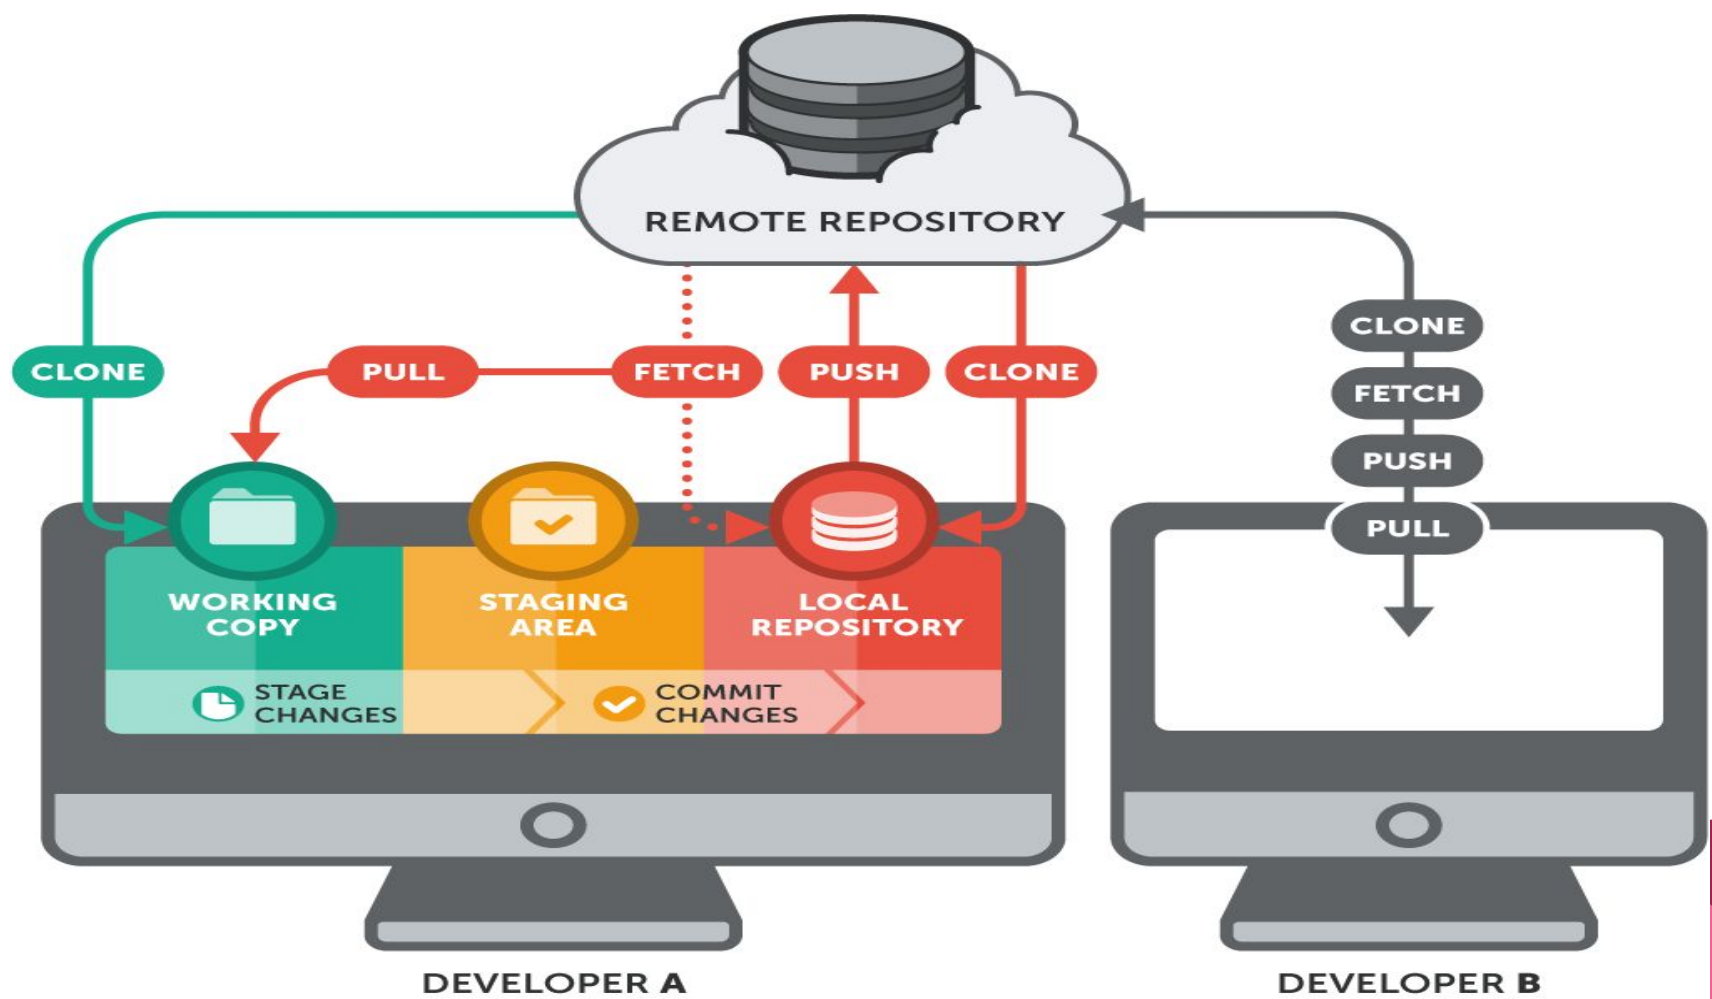 REMOTE REPOSITORY
CLONE
PULL
FETCH
PUSH
CLONE
CLONE
FETCH
PUSH
PULL
WORKING
COPY
STAGING
AREA
LOCAL
REPOSITORY
STAGE
CHANGES
COMMIT
CHANGES
DEVELOPER A
DEVELOPER B